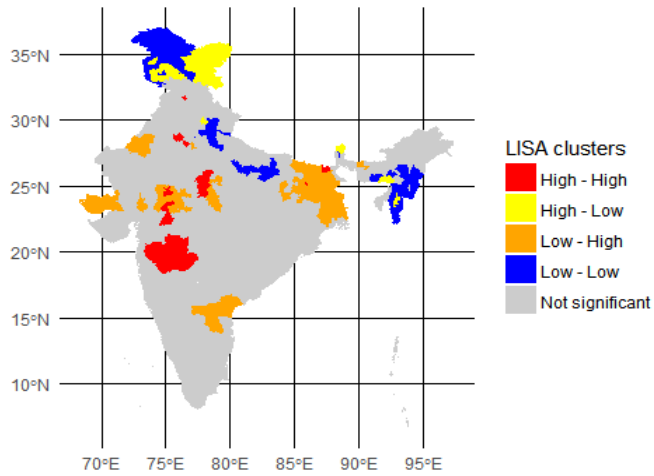 35°N
30°N
25°N
20°N
15°N
10°N
70°E 75°E 80°E 85°E 90°E 95°E
LISA clusters
High - High
High - Low
Low - High
Low - Low
Not significant